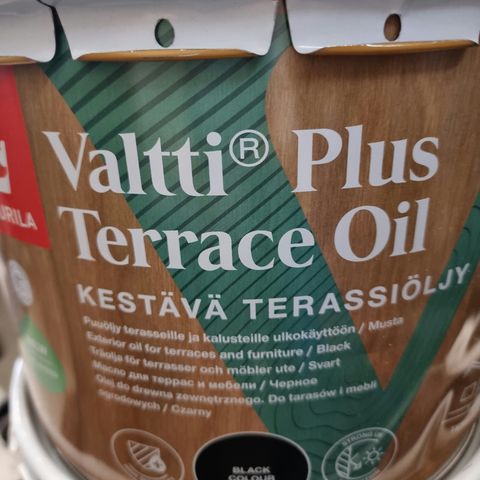 Valtti® Plus
Terrace Oil
URILA
KESTÄVÄ TERASSIÖLJY
Puuöljy terasseille ja kalusteille ulkokäyttöön / Musta
Exterior oil for terraces and furniture / Black
Träolja för terrasser och möbler ute / Svart
Масло для террас и мебели / Черное
Olej do drewna zewnętrznego. Do tarasów i mebli
ogrodowych / Czarny
BLACK
COLOUR